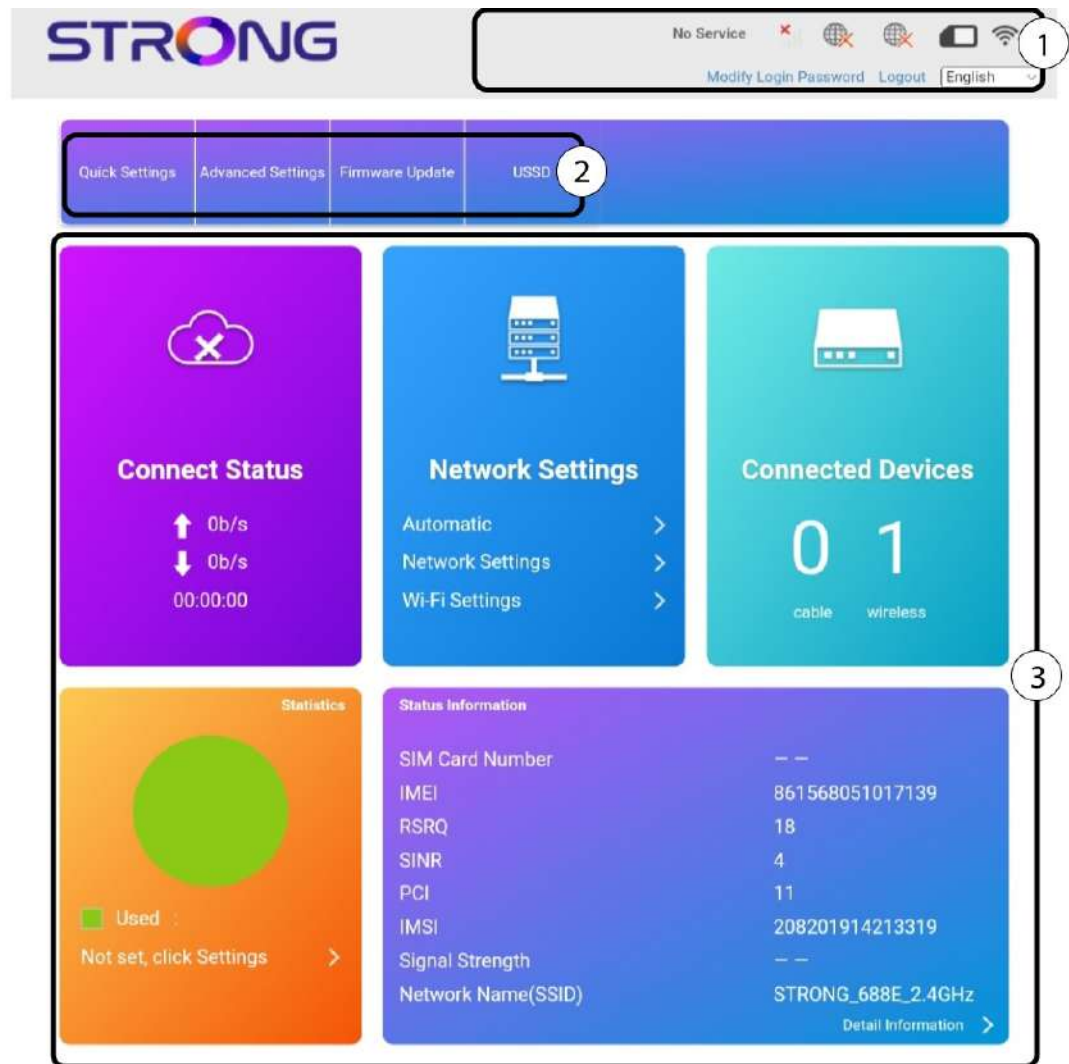 STRONG
No Service
1
Modify Login Password Logout English
Quick Settings Advanced Settings Firmware Update USSD
2
Connect Status
0b/s
0b/s
00:00:00
Network Settings
Automatic >
Network Settings >
Wi-Fi Settings >
Connected Devices
0 1
cable wireless
3
Statistics
Used :
Not set, click Settings >
Status Information
SIM Card Number — —
IMEI 861568051017139
RSRQ 18
SINR 4
PCI 11
IMSI 208201914213319
Signal Strength — —
Network Name(SSID) STRONG_688E_2.4GHz
Detail Information >